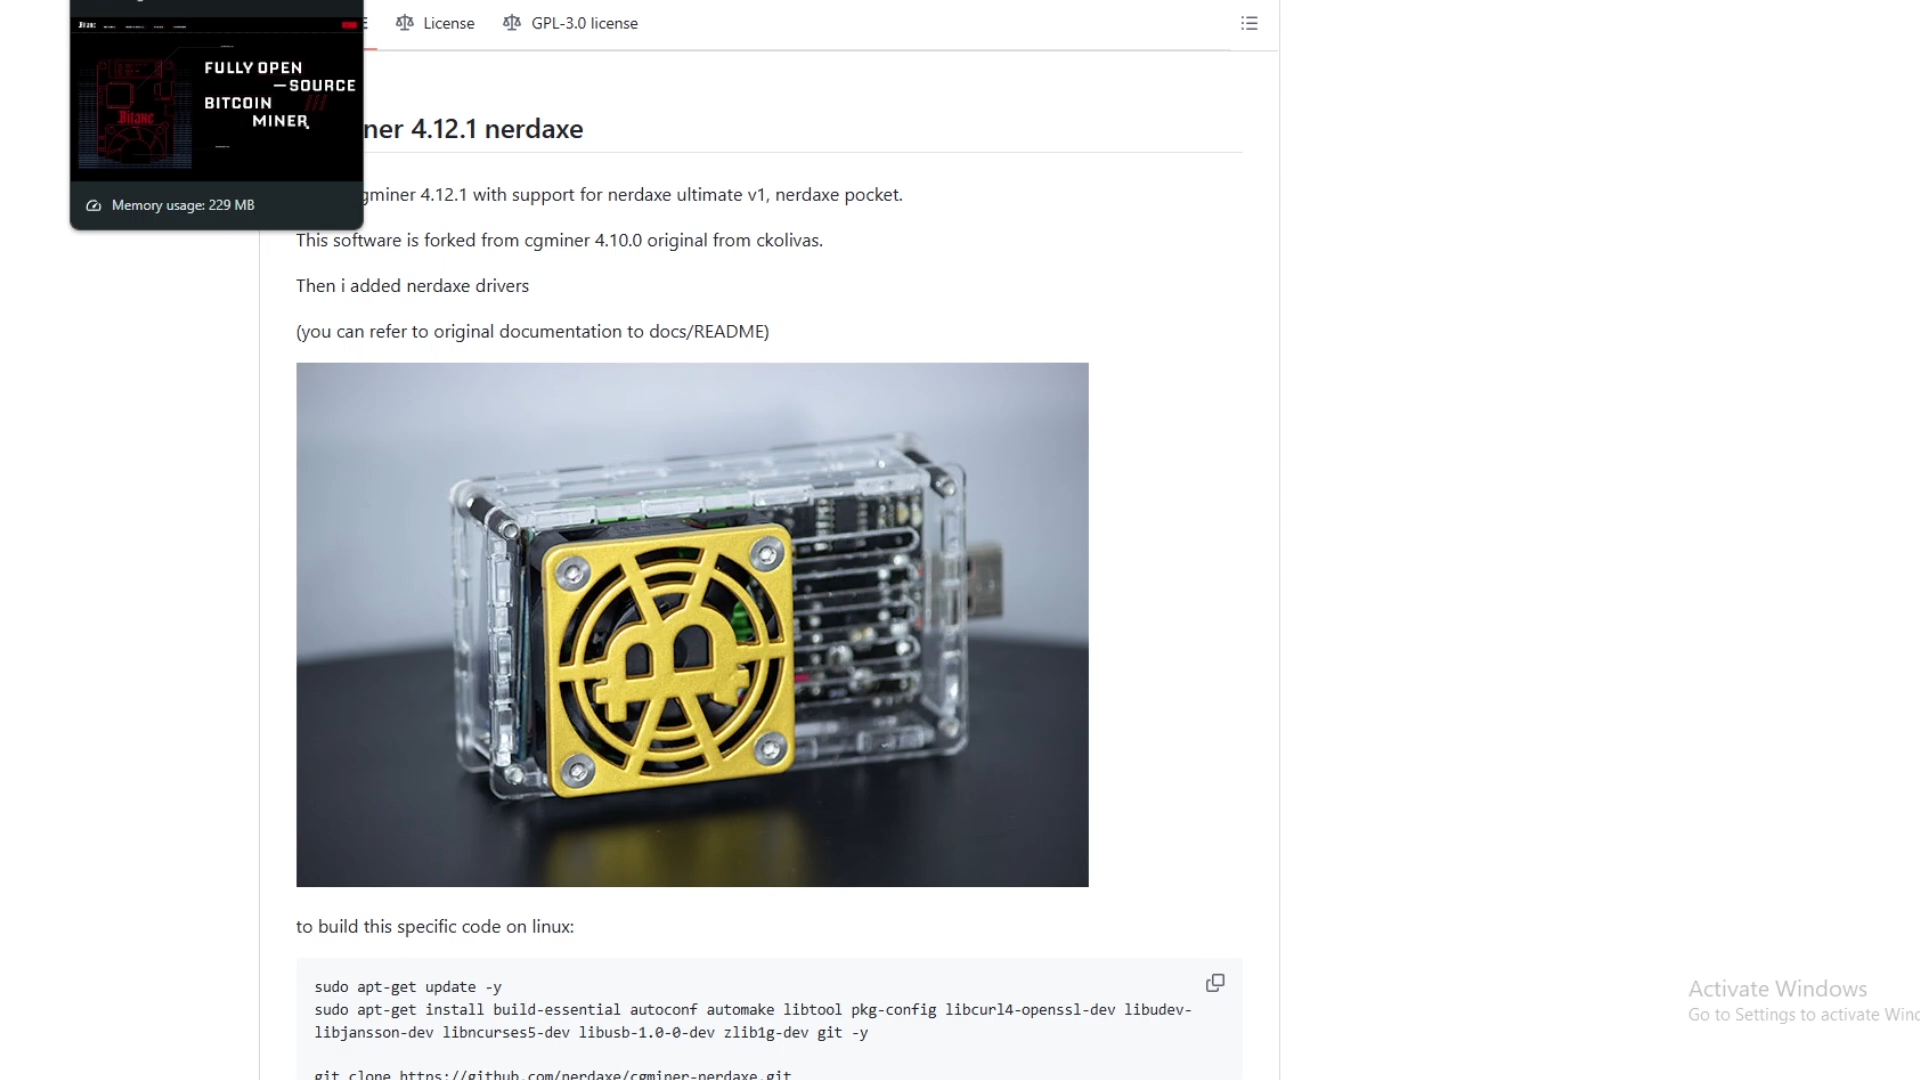 License
GPL-3.0 license
FULLY OPEN
—SOURCE
BITCOIN
MINER
Bitaxe
Memory usage: 229 MB
ner 4.12.1 nerdaxe
gminer 4.12.1 with support for nerdaxe ultimate v1, nerdaxe pocket.
This software is forked from cgminer 4.10.0 original from ckolivas.
Then i added nerdaxe drivers
(you can refer to original documentation to docs/README)
to build this specific code on linux:
sudo apt-get update -y
sudo apt-get install build-essential autoconf automake libtool pkg-config libcurl4-openssl-dev libudev-
libjansson-dev libncurses5-dev libusb-1.0-0-dev zlib1g-dev git -y
git clone https://github.com/nerdaxe/cgminer-nerdaxe.git
Activate Windows
Go to Settings to activate Winc